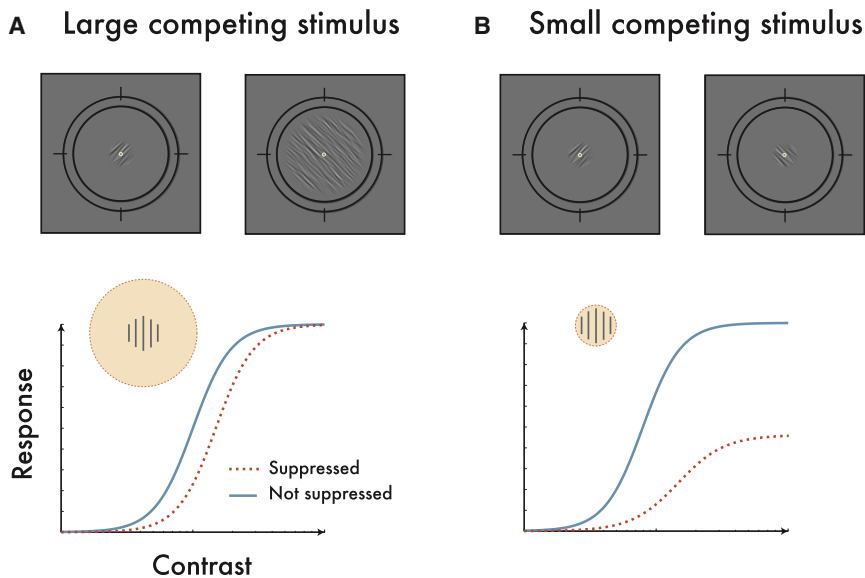 A Large competing stimulus
B Small competing stimulus
Response
Suppressed
Not suppressed
Contrast